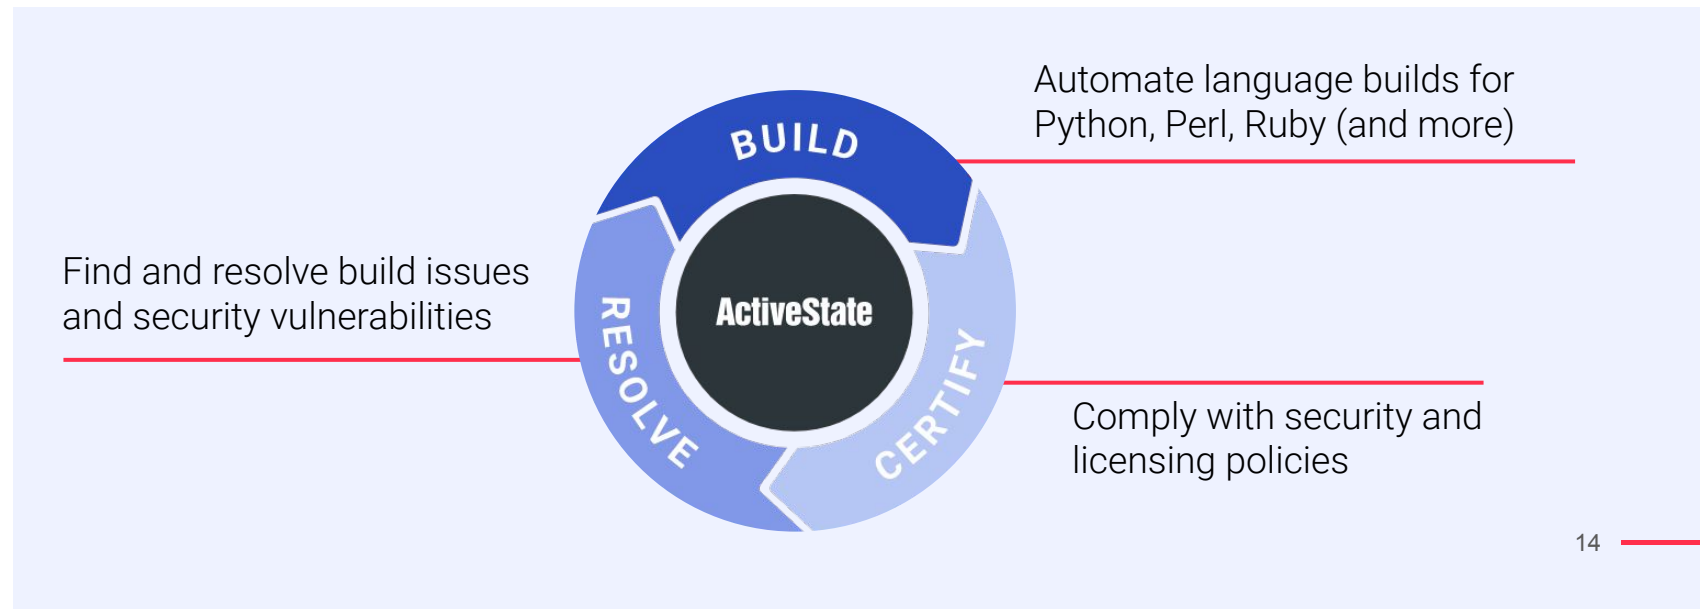 Automate language builds for
Python, Perl, Ruby (and more)
BUILD
Find and resolve build issues
and security vulnerabilities
RESOLVE
ActiveState
CERTIFY
Comply with security and
licensing policies
14